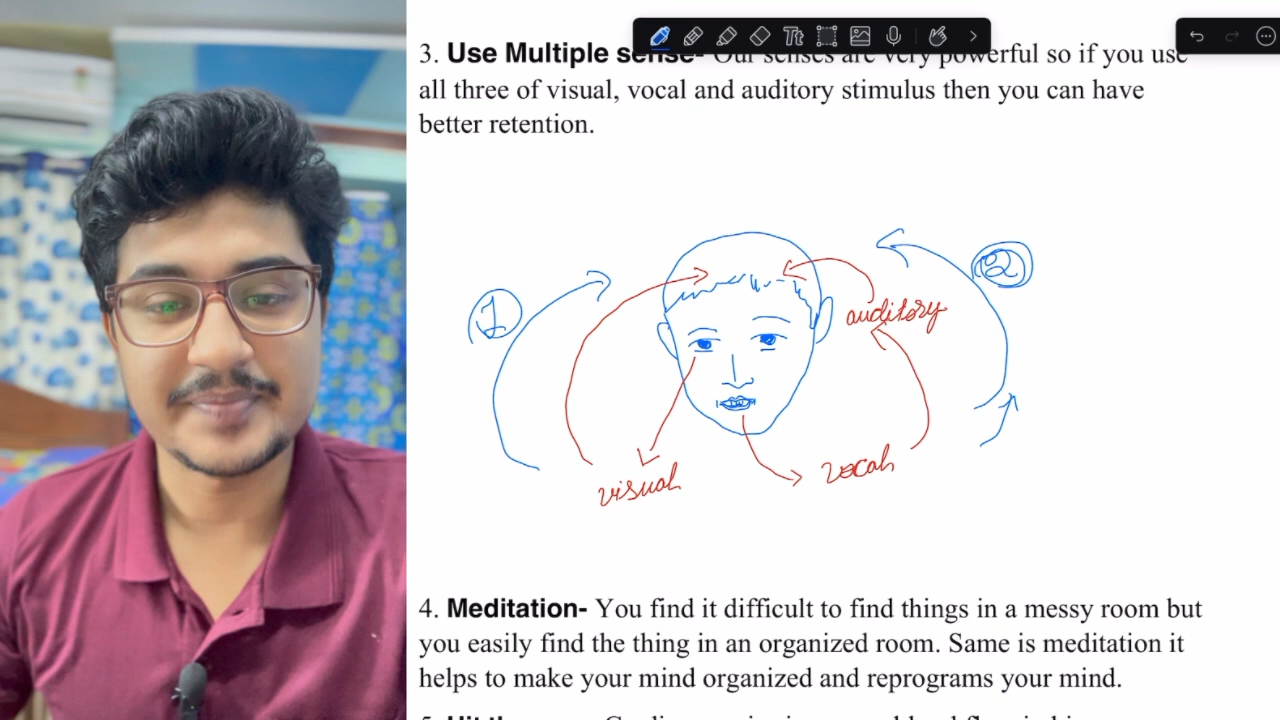 3. Use Multiple sense- Our senses are very powerful so if you use
all three of visual, vocal and auditory stimulus then you can have
better retention.
1
2
auditory
visual
vocal
4. Meditation- You find it difficult to find things in a messy room but
you easily find the thing in an organized room. Same is meditation it
helps to make your mind organized and reprograms your mind.